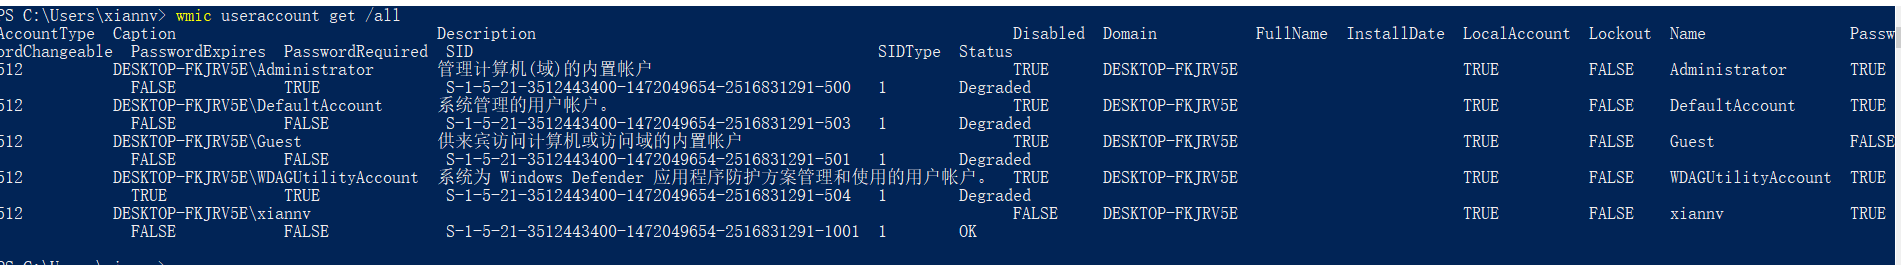 PS C:\Users\xiannv> wmic useraccount get /all
AccountType Caption Description Disabled Domain FullName InstallDate LocalAccount Lockout Name Passw
ordChangeable PasswordExpires PasswordRequired SID SIDType Status
512 DESKTOP-FKJRV5E\Administrator 管理计算机(域)的内置帐户 TRUE DESKTOP-FKJRV5E TRUE FALSE Administrator TRUE
FALSE TRUE S-1-5-21-3512443400-1472049654-2516831291-500 1 Degraded
512 DESKTOP-FKJRV5E\DefaultAccount 系统管理的用户帐户。 TRUE DESKTOP-FKJRV5E TRUE FALSE DefaultAccount TRUE
FALSE FALSE S-1-5-21-3512443400-1472049654-2516831291-503 1 Degraded
512 DESKTOP-FKJRV5E\Guest 供来宾访问计算机或访问域的内置帐户 TRUE DESKTOP-FKJRV5E TRUE FALSE Guest FALSE
FALSE FALSE S-1-5-21-3512443400-1472049654-2516831291-501 1 Degraded
512 DESKTOP-FKJRV5E\WDAGUtilityAccount 系统为 Windows Defender 应用程序防护方案管理和使用的用户帐户。 TRUE DESKTOP-FKJRV5E TRUE FALSE WDAGUtilityAccount TRUE
TRUE TRUE S-1-5-21-3512443400-1472049654-2516831291-504 1 Degraded
512 DESKTOP-FKJRV5E\xiannv FALSE DESKTOP-FKJRV5E TRUE FALSE xiannv TRUE
FALSE FALSE S-1-5-21-3512443400-1472049654-2516831291-1001 1 OK